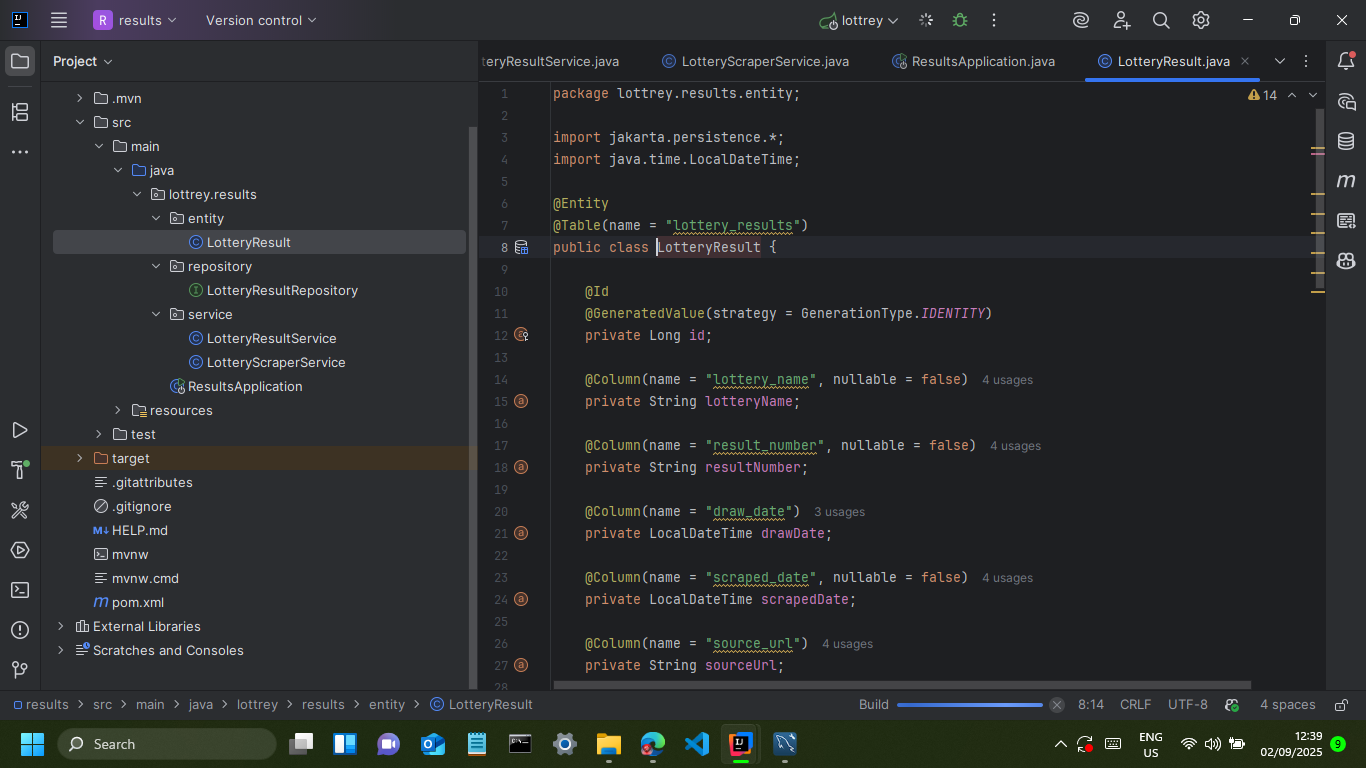 R results Version control lottrey
Project
teryResultService.java LotteryScraperService.java ResultsApplication.java LotteryResult.java
.mvn
src
main
java
lottrey.results
entity
LotteryResult
repository
LotteryResultRepository
service
LotteryResultService
LotteryScraperService
ResultsApplication
resources
test
target
.gitattributes
.gitignore
M↓ HELP.md
mvnw
mvnw.cmd
m pom.xml
External Libraries
Scratches and Consoles
14
1 package lottrey.results.entity;
2
3 import jakarta.persistence.*;
4 import java.time.LocalDateTime;
5
6 @Entity
7 @Table(name = "lottery_results")
8 public class LotteryResult {
9
10 @Id
11 @GeneratedValue(strategy = GenerationType.IDENTITY)
12 private Long id;
13
14 @Column(name = "lottery_name", nullable = false) 4 usages
15 private String lotteryName;
16
17 @Column(name = "result_number", nullable = false) 4 usages
18 private String resultNumber;
19
20 @Column(name = "draw_date") 3 usages
21 private LocalDateTime drawDate;
22
23 @Column(name = "scraped_date", nullable = false) 4 usages
24 private LocalDateTime scrapedDate;
25
26 @Column(name = "source_url") 4 usages
27 private String sourceUrl;
28
results > src > main > java > lottrey > results > entity > LotteryResult Build 8:14 CRLF UTF-8 4 spaces
Search
ENG
US
12:39
02/09/2025
9